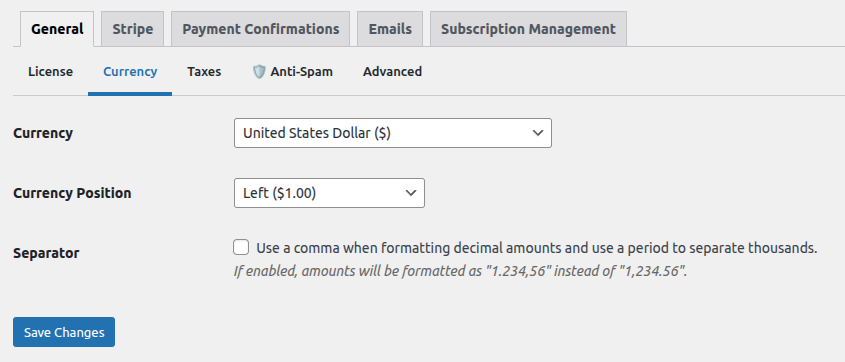 General Stripe Payment Confirmations Emails Subscription Management
License Currency Taxes Anti-Spam Advanced
Currency United States Dollar ($)
Currency Position Left ($1.00)
Separator Use a comma when formatting decimal amounts and use a period to separate thousands.
If enabled, amounts will be formatted as "1.234,56" instead of "1,234.56".
Save Changes